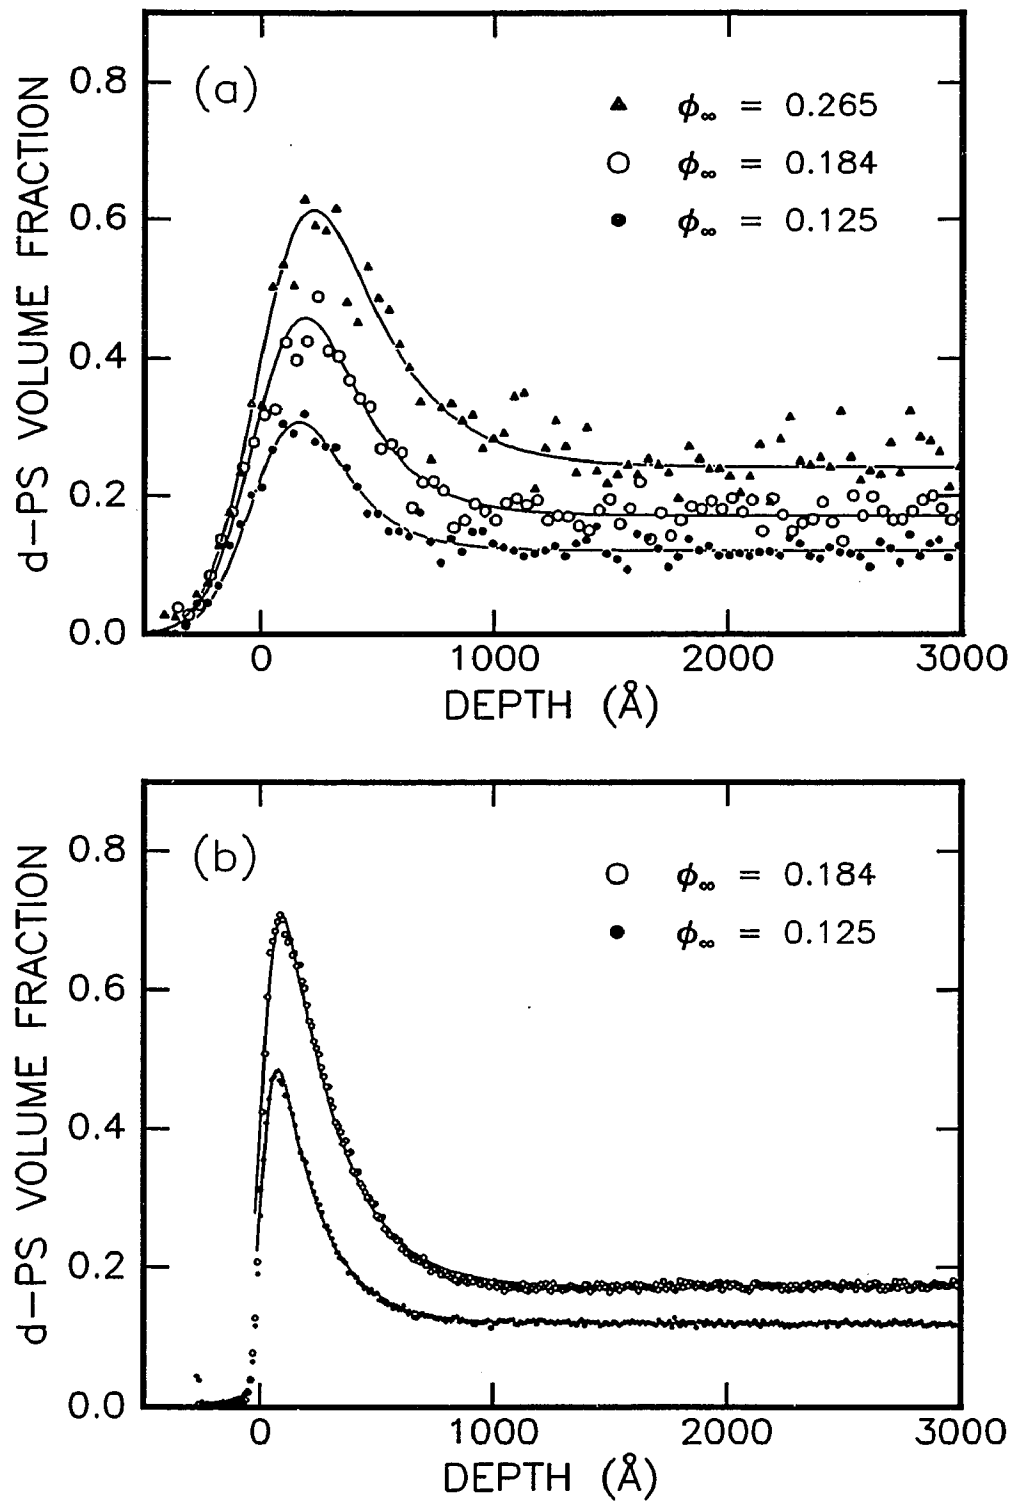 (a)
▲ ϕ∞ = 0.265
○ ϕ∞ = 0.184
● ϕ∞ = 0.125
d-PS VOLUME FRACTION
0.8
0.6
0.4
0.2
0.0
0 1000 2000 3000
DEPTH (Å)
(b)
○ ϕ∞ = 0.184
● ϕ∞ = 0.125
d-PS VOLUME FRACTION
0.8
0.6
0.4
0.2
0.0
0 1000 2000 3000
DEPTH (Å)